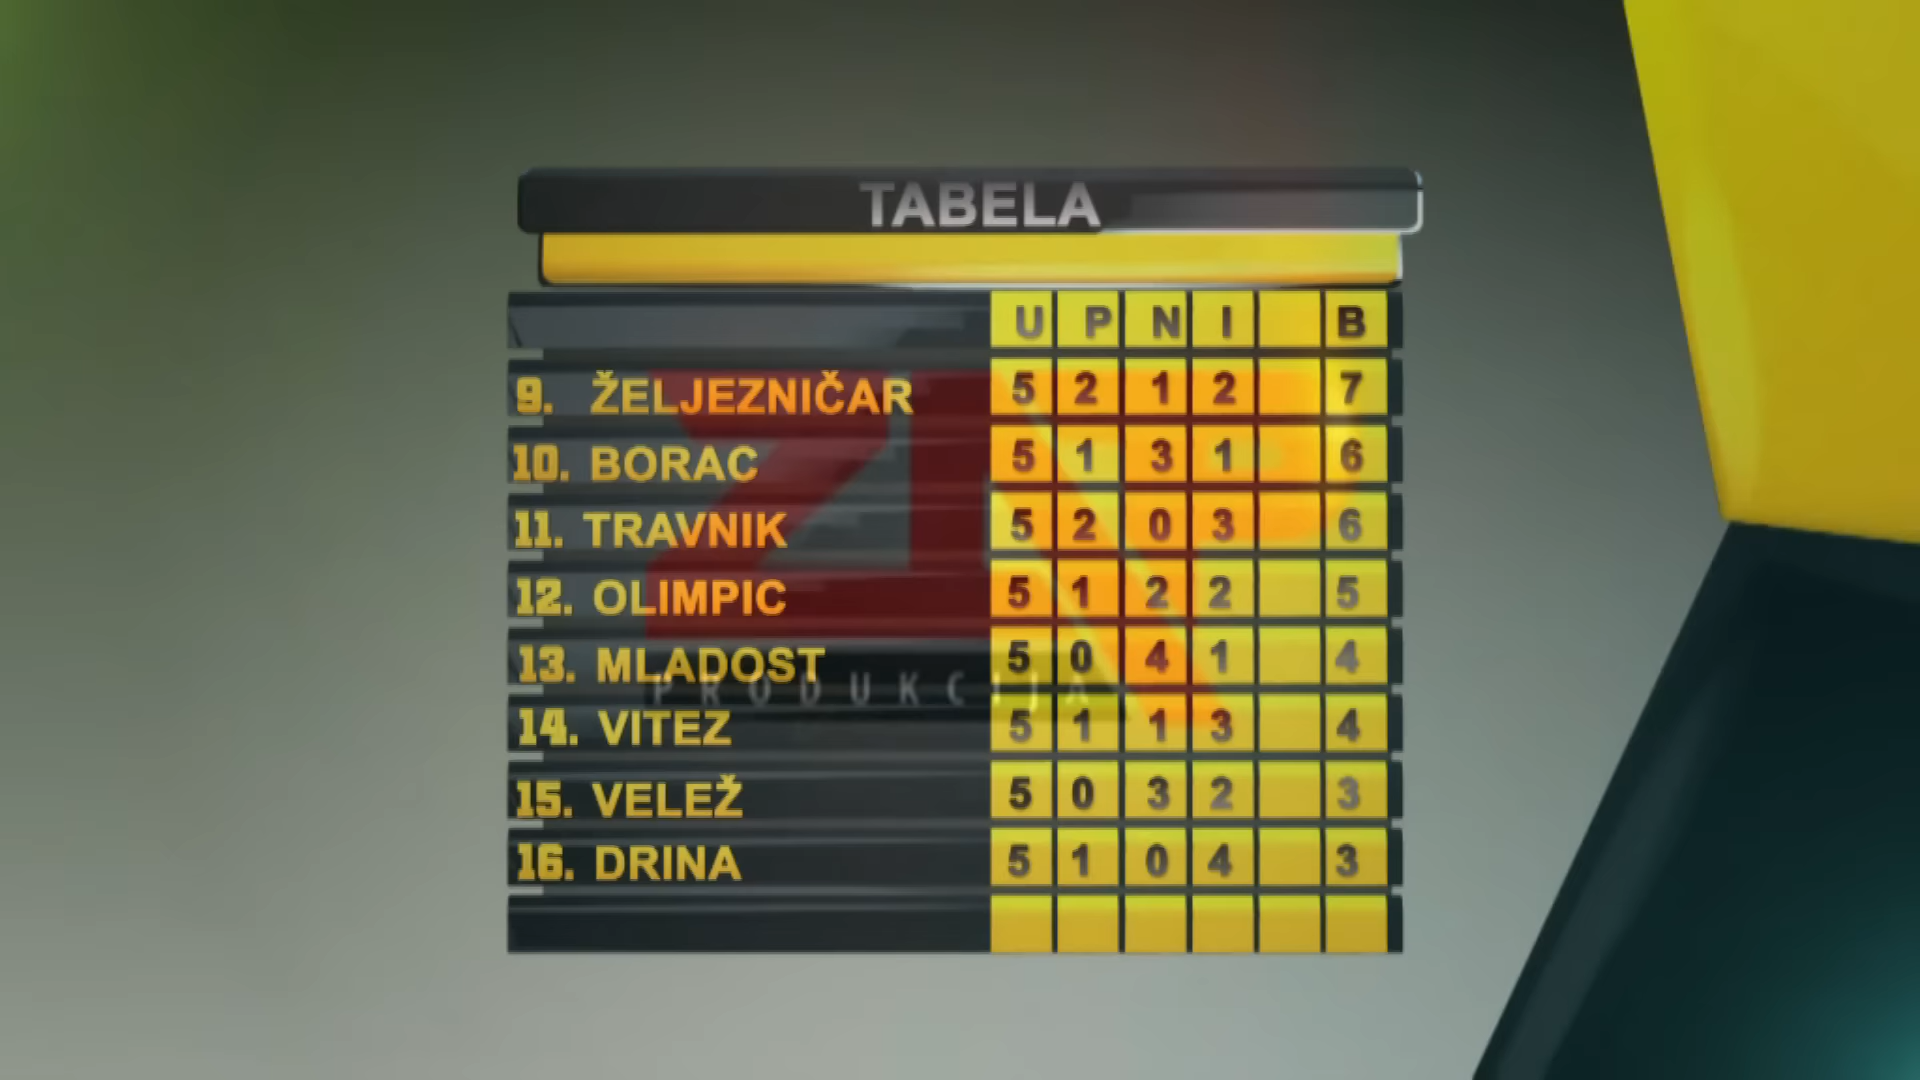 TABELA
U P N I B
9. ŽELJEZNIČAR 5 2 1 2 7
10. BORAC 5 1 3 1 6
11. TRAVNIK 5 2 0 3 6
12. OLIMPIC 5 1 2 2 5
13. MLADOST 5 0 4 1 4
PRODUKCIJA
14. VITEZ 5 1 1 3 4
15. VELEŽ 5 0 3 2 3
16. DRINA 5 1 0 4 3